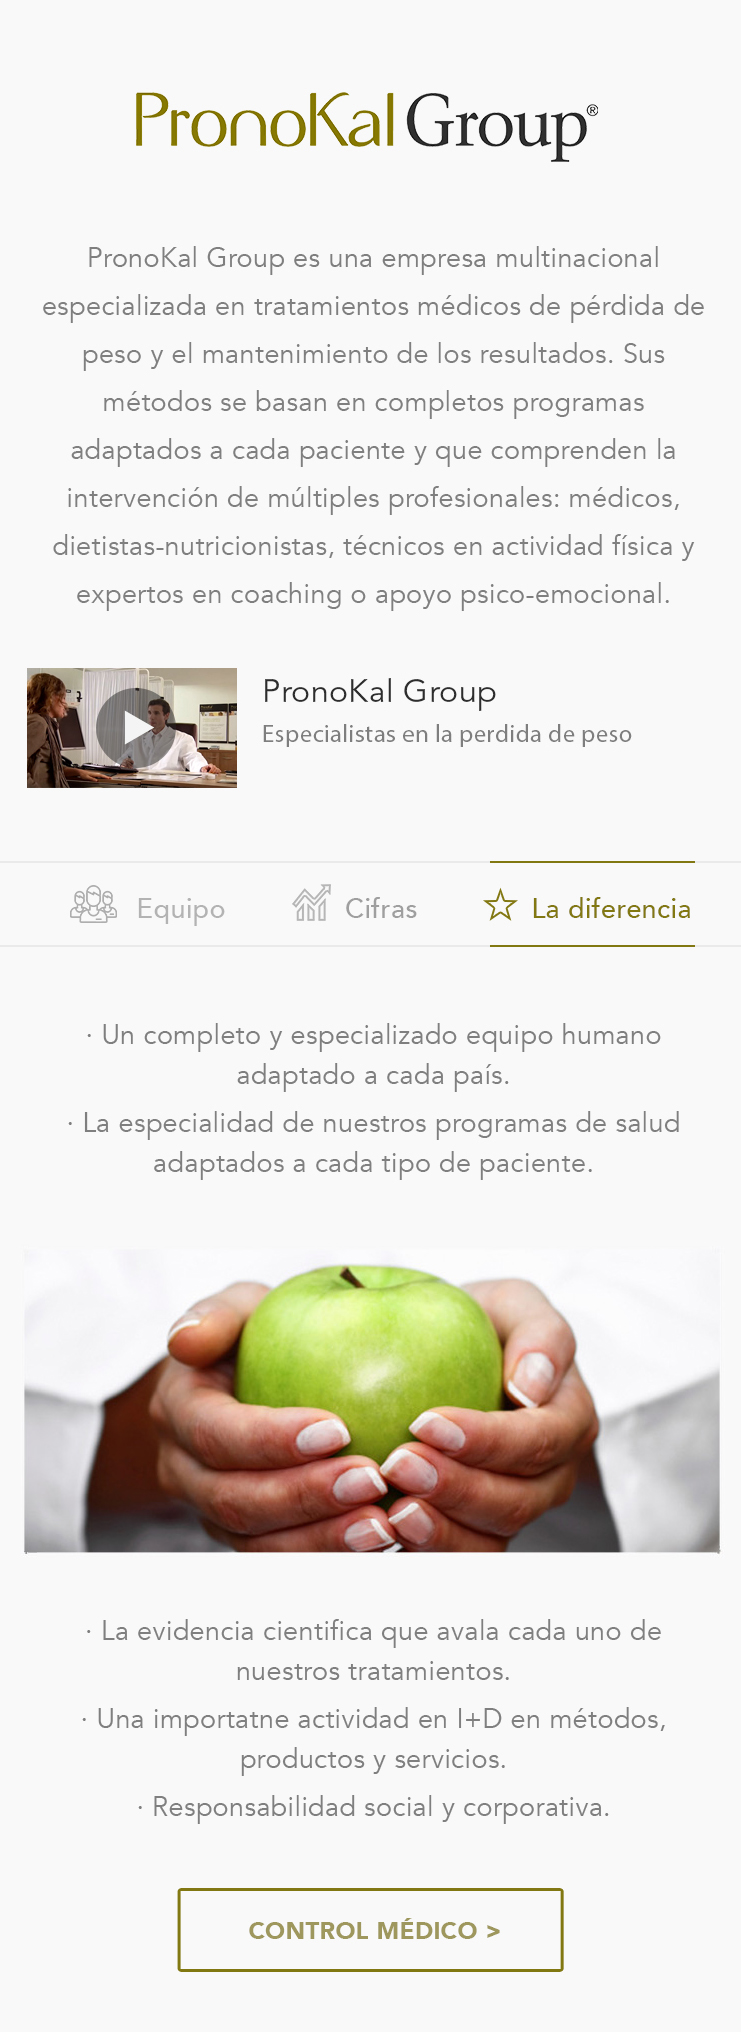 PronoKal Group®
PronoKal Group es una empresa multinacional
especializada en tratamientos médicos de pérdida de
peso y el mantenimiento de los resultados. Sus
métodos se basan en completos programas
adaptados a cada paciente y que comprenden la
intervención de múltiples profesionales: médicos,
dietistas-nutricionistas, técnicos en actividad física y
expertos en coaching o apoyo psico-emocional.
PronoKal Group
Especialistas en la perdida de peso
Equipo
Cifras
La diferencia
· Un completo y especializado equipo humano
adaptado a cada país.
· La especialidad de nuestros programas de salud
adaptados a cada tipo de paciente.
· La evidencia cientifica que avala cada uno de
nuestros tratamientos.
· Una importatne actividad en I+D en métodos,
productos y servicios.
· Responsabilidad social y corporativa.
CONTROL MÉDICO >